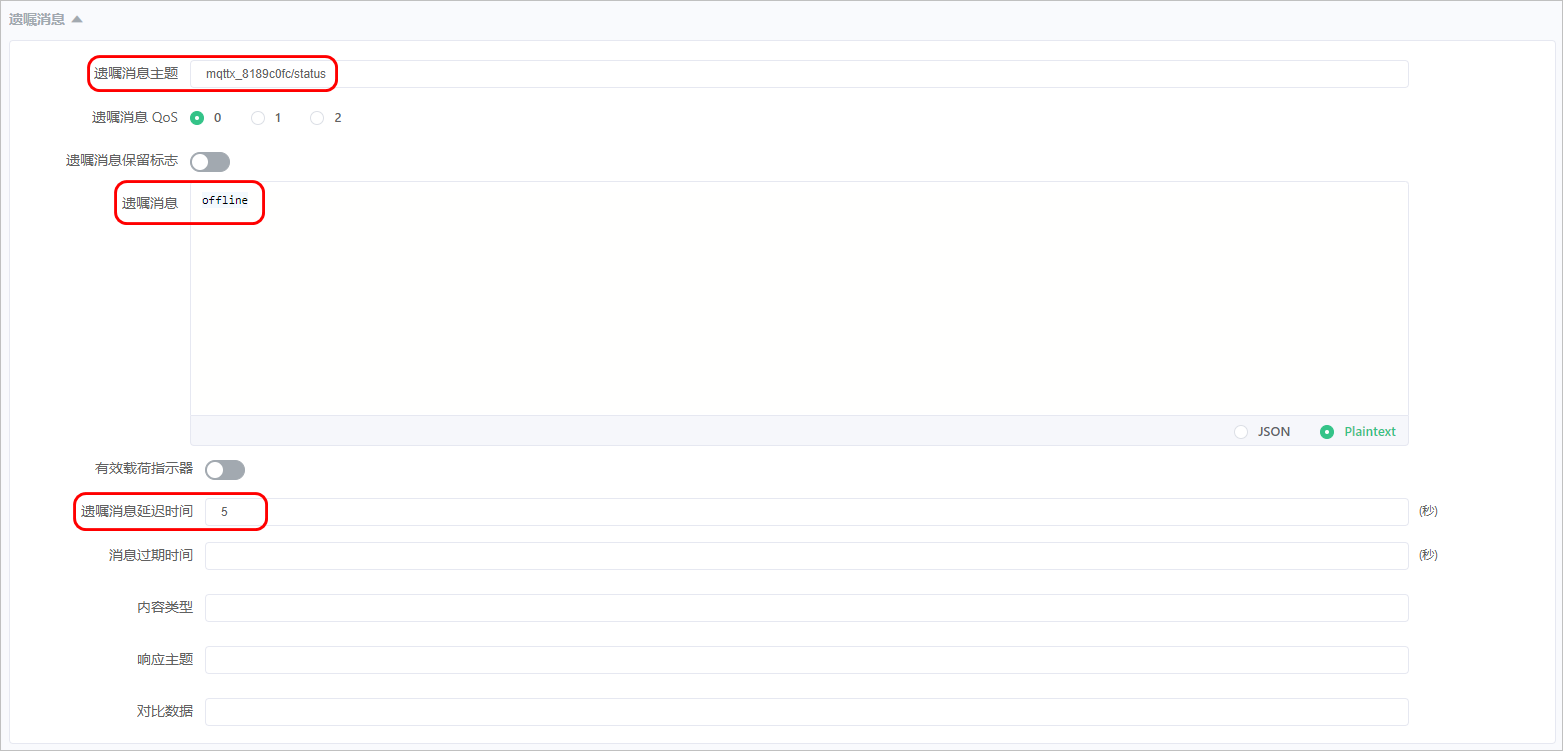 遗嘱消息
遗嘱消息主题 mqttx_8189c0fc/status
遗嘱消息 QoS 0 1 2
遗嘱消息保留标志
遗嘱消息 offline
JSON Plaintext
有效载荷指示器
遗嘱消息延迟时间 5 (秒)
消息过期时间 (秒)
内容类型
响应主题
对比数据